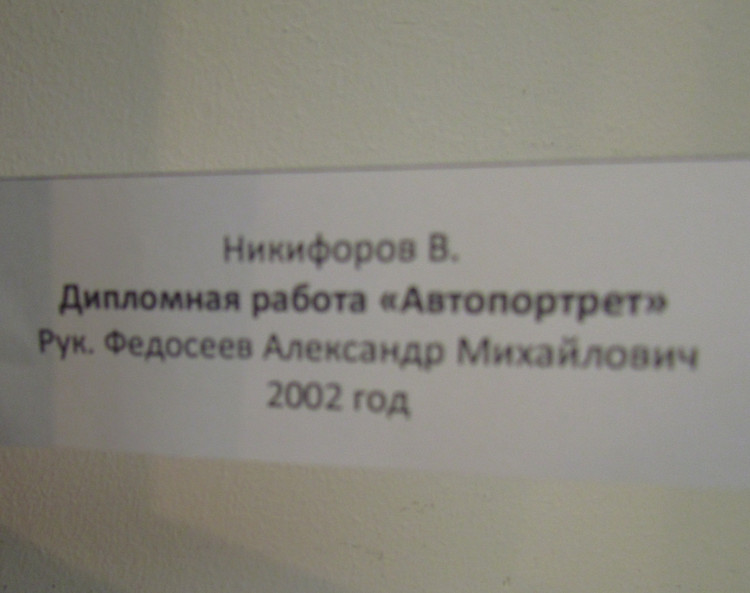 Никифоров В.
Дипломная работа «Автопортрет»
Рук. Федосеев Александр Михайлович
2002 год